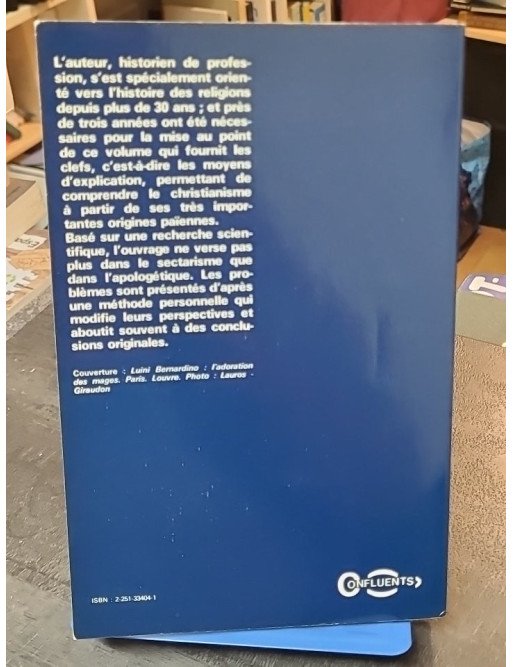 L'auteur, historien de profes-
sion, s'est spécialement orien-
té vers l'histoire des religions
depuis plus de 30 ans ; et près
de trois années ont été néces-
saires pour la mise au point
de ce volume qui fournit les
clefs, c'est-à-dire les moyens
d'explication, permettant de
comprendre le christianisme
à partir de ses très impor-
tantes origines païennes.
Basé sur une recherche scien-
tifique, l'ouvrage ne verse pas
plus dans le sectarisme que
dans l'apologétique. Les pro-
blèmes sont présentés d'après
une méthode personnelle qui
modifie leurs perspectives et
aboutit souvent à des conclu-
sions originales.
Couverture : Luini Bernardino : l'adoration
des mages. Paris. Louvre. Photo : Lauros -
Giraudon
CONFLUENTS
ISBN : 2-251-33404-1